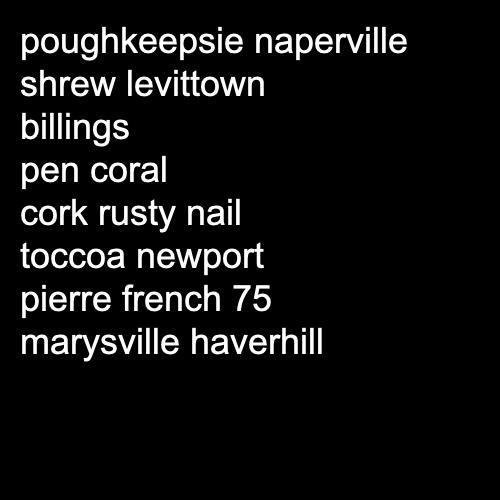 poughkeepsie naperville
shrew levittown
billings
pen coral
cork rusty nail
toccoa newport
pierre french 75
marysville haverhill